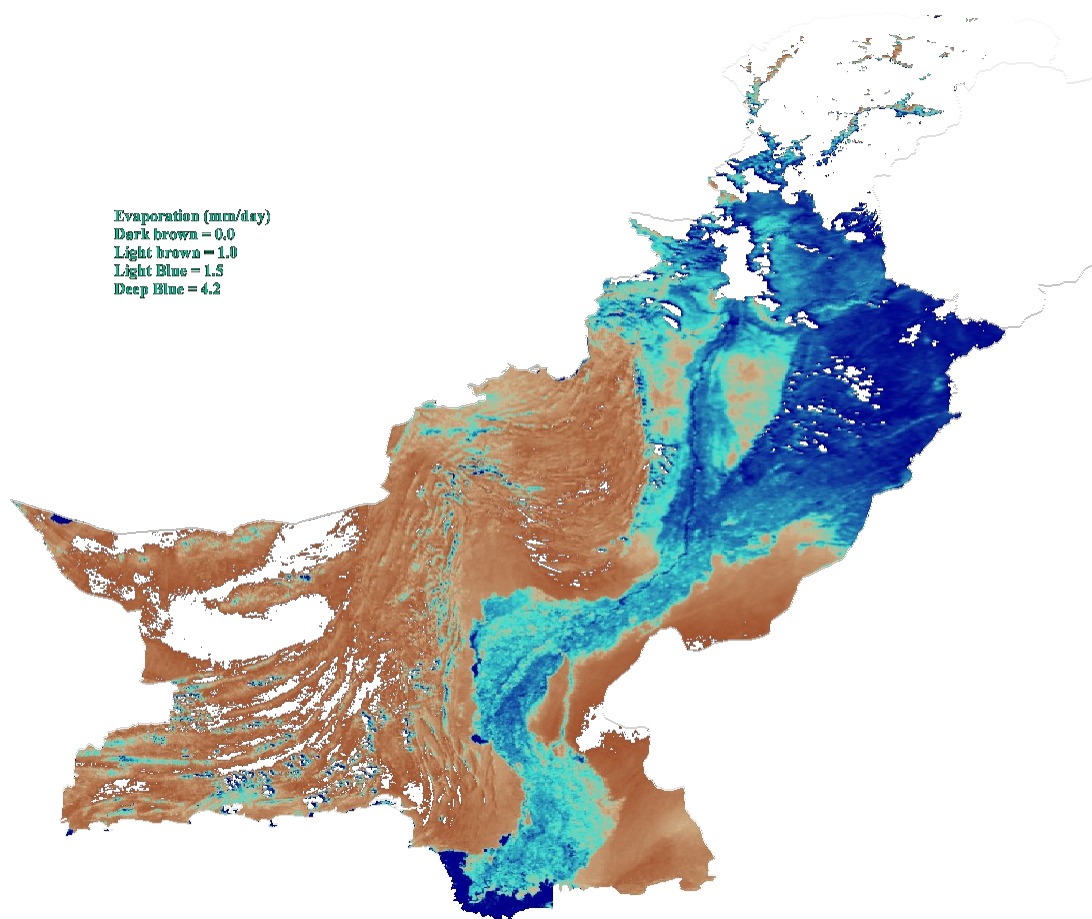 Evaporation (mm/day)
Dark brown = 0.0
Light brown = 1.0
Light Blue = 1.5
Deep Blue = 4.2